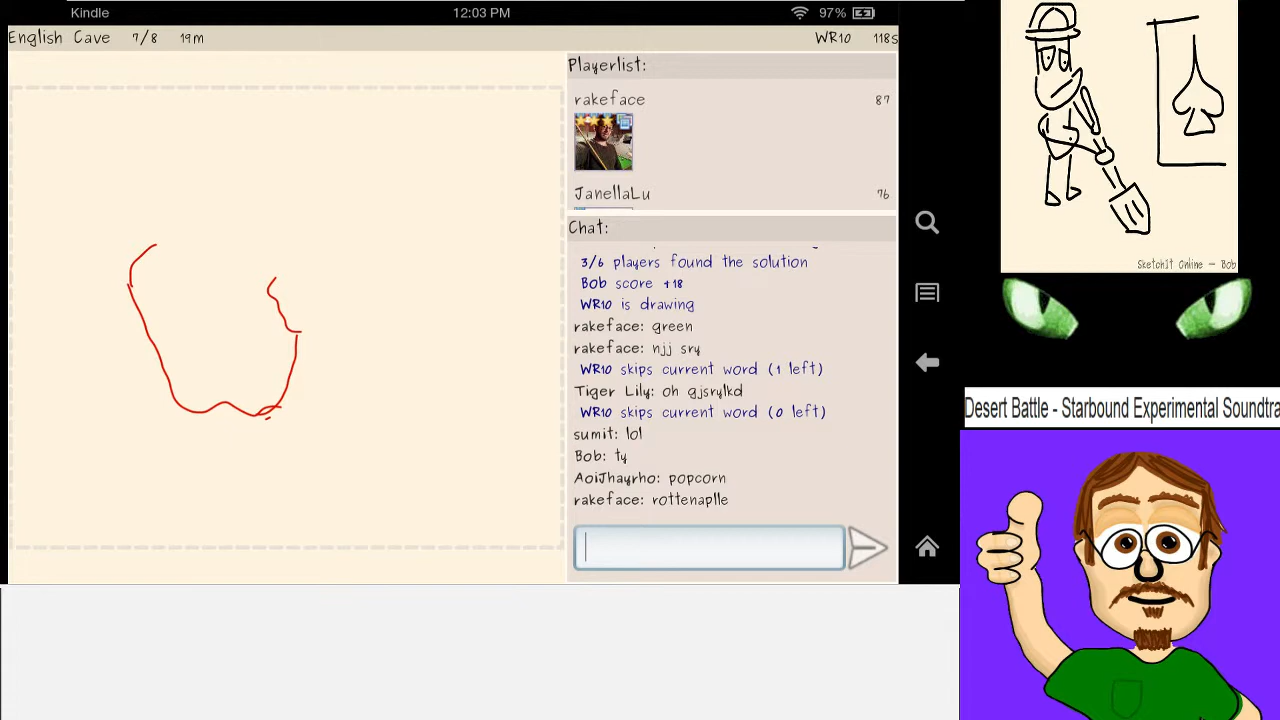 Kindle 12:03 PM 97%
English Cave 7/8 19m WR10 118s
Playerlist:
rakeface 87
JanellaLu 76
Chat:
3/6 players found the solution
Bob score +18
WR10 is drawing
rakeface: green
rakeface: njj sry
WR10 skips current word (1 left)
Tiger Lily: oh gjsrylkd
WR10 skips current word (0 left)
sumit: lol
Bob: ty
AoiJhayrho: popcorn
rakeface: rottenaplle
SketchIt Online - Bob
Desert Battle - Starbound Experimental Soundtra